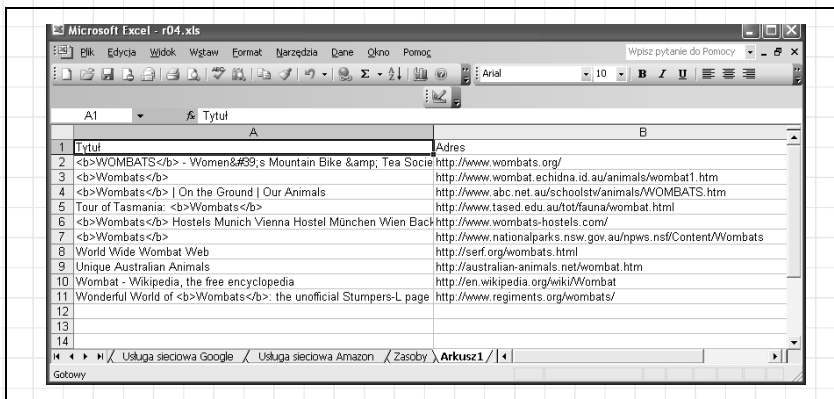 Microsoft Excel - r04.xls
Plik Edycja Widok Wstaw Format Narzędzia Dane Okno Pomoc Wpisz pytanie do Pomocy
Arial 10 B I U
A1 fx Tytuł
A B
1 Tytuł Adres
2 <b>WOMBATS</b> - Women&#39;s Mountain Bike &amp; Tea Socie http://www.wombats.org/
3 <b>Wombats</b> http://www.wombat.echidna.id.au/animals/wombat1.htm
4 <b>Wombats</b> | On the Ground | Our Animals http://www.abc.net.au/schoolstv/animals/WOMBATS.htm
5 Tour of Tasmania: <b>Wombats</b> http://www.tased.edu.au/tot/fauna/wombat.html
6 <b>Wombats</b> Hostels Munich Vienna Hostel München Wien Back http://www.wombats-hostels.com/
7 <b>Wombats</b> http://www.nationalparks.nsw.gov.au/npws.nsf/Content/Wombats
8 World Wide Wombat Web http://serf.org/wombats.html
9 Unique Australian Animals http://australian-animals.net/wombat.htm
10 Wombat - Wikipedia, the free encyclopedia http://en.wikipedia.org/wiki/Wombat
11 Wonderful World of <b>Wombats</b>: the unofficial Stumpers-L page http://www.regiments.org/wombats/
12
13
14
Usługa sieciowa Google / Usługa sieciowa Amazon / Zasoby \ Arkusz1 /
Gotowy